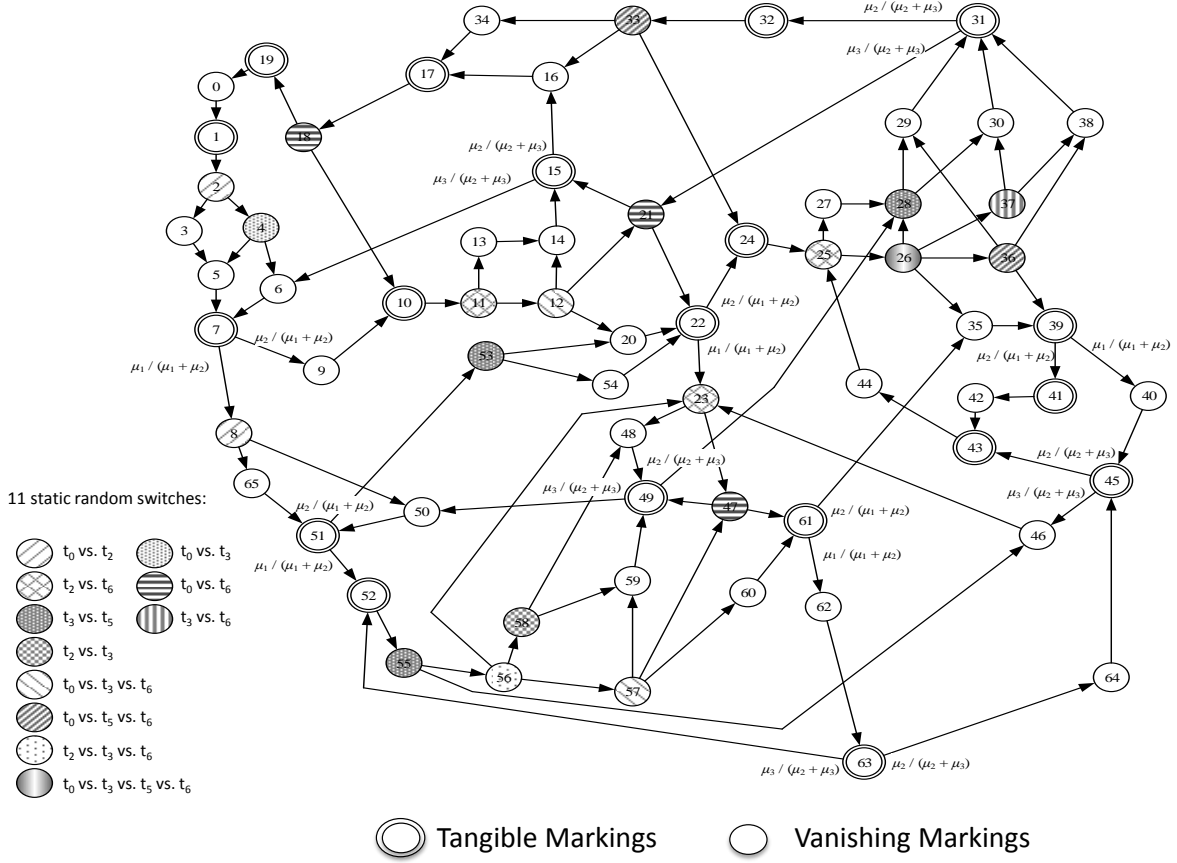 34 33 32 μ2 / (μ2 + μ3) 31
19 17 16 μ3 / (μ2 + μ3)
0
1 18 29 30 38
μ2 / (μ2 + μ3)
2 15
μ3 / (μ2 + μ3)
3 4 21 27 28 37
13 14 24
5 25 26 36
6
10 11 12
7 20 22 μ2 / (μ1 + μ2) 35 39
μ2 / (μ1 + μ2) μ1 / (μ1 + μ2)
μ1 / (μ1 + μ2) 53 μ1 / (μ1 + μ2) μ2 / (μ1 + μ2)
9 54 44 41 40
23 42
8 48 43
μ2 / (μ2 + μ3) μ2 / (μ2 + μ3)
65 μ3 / (μ2 + μ3) 49 μ3 / (μ2 + μ3) 45
11 static random switches:
μ2 / (μ1 + μ2) 50 47 61 μ2 / (μ1 + μ2)
51 46
t0 vs. t2 t0 vs. t3
μ1 / (μ1 + μ2) μ1 / (μ1 + μ2)
t2 vs. t6 t0 vs. t6 52 59 60 62
t3 vs. t5 t3 vs. t6 58
t2 vs. t3
55 56 57 64
t0 vs. t3 vs. t6
t0 vs. t5 vs. t6
t2 vs. t3 vs. t6
μ3 / (μ2 + μ3) 63 μ2 / (μ2 + μ3)
t0 vs. t3 vs. t5 vs. t6
Tangible Markings Vanishing Markings